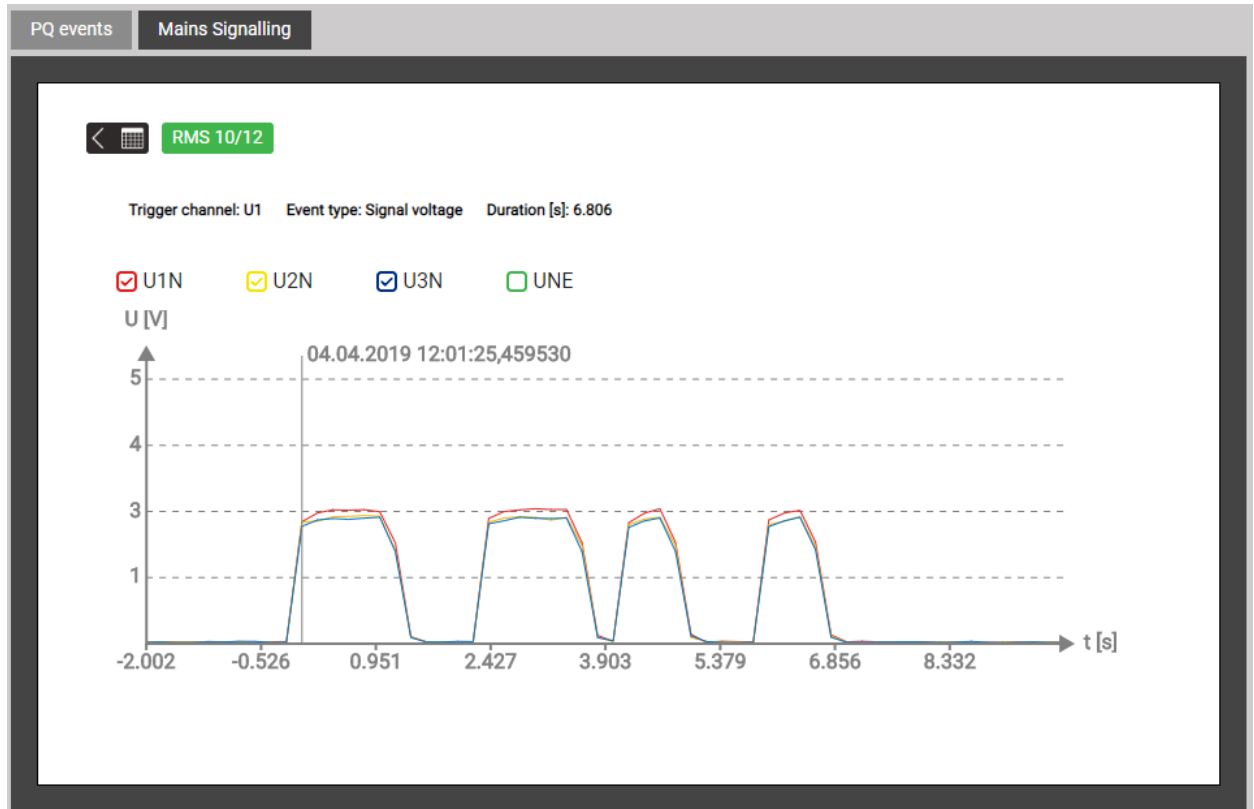 PQ events Mains Signalling
RMS 10/12
Trigger channel: U1 Event type: Signal voltage Duration [s]: 6.806
U1N U2N U3N UNE
U [V]
04.04.2019 12:01:25,459530
5
4
3
1
t [s]
-2.002 -0.526 0.951 2.427 3.903 5.379 6.856 8.332